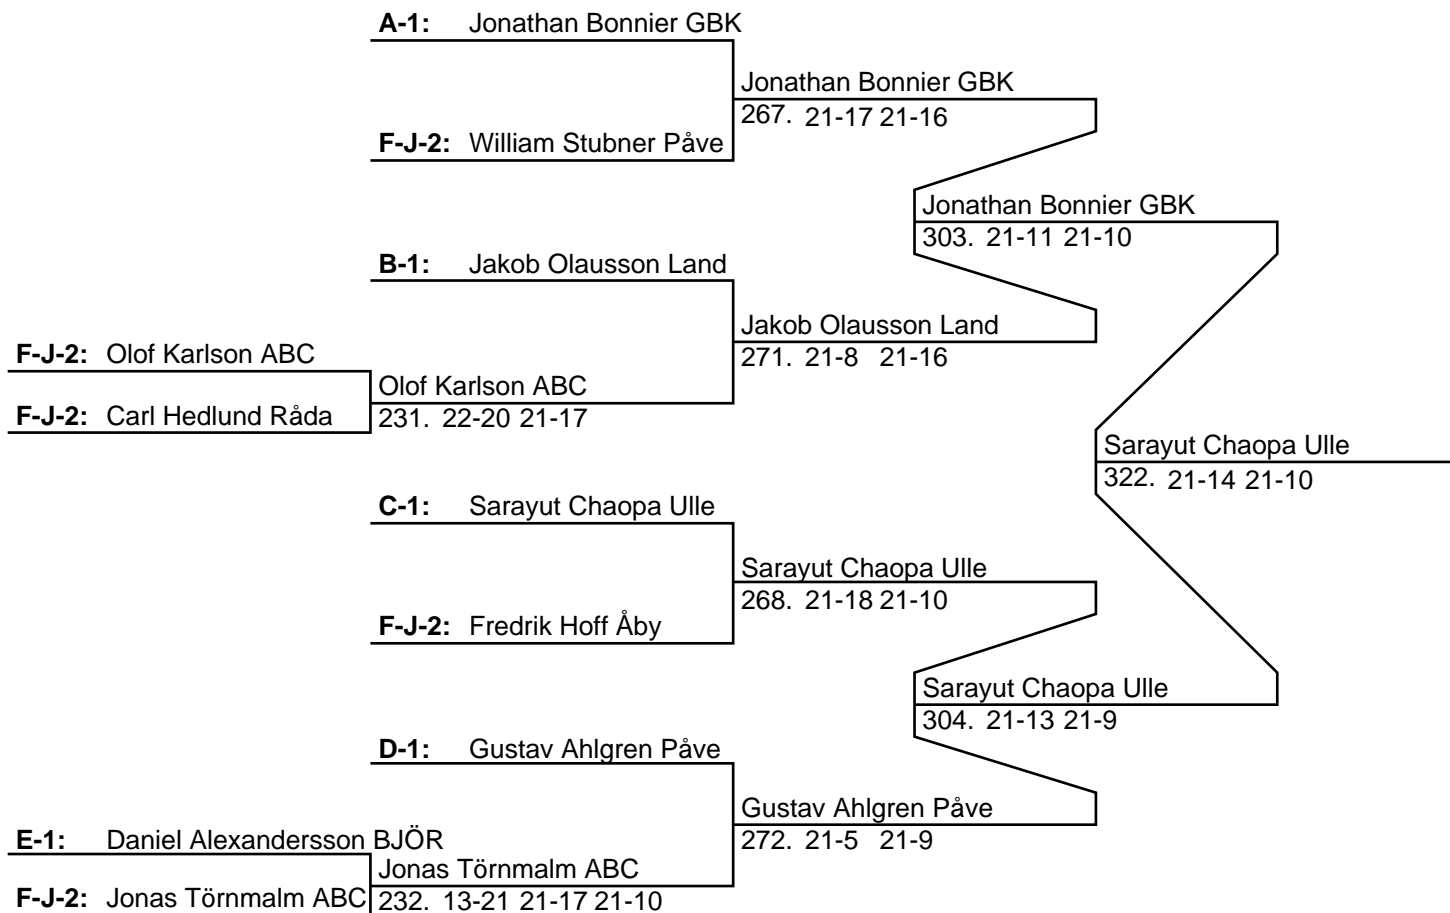 A-1: Jonathan Bonnier GBK
Jonathan Bonnier GBK
267. 21-17 21-16
F-J-2: William Stubner Påve
Jonathan Bonnier GBK
303. 21-11 21-10
B-1: Jakob Olausson Land
Jakob Olausson Land
271. 21-8 21-16
F-J-2: Olof Karlson ABC
Olof Karlson ABC
231. 22-20 21-17
F-J-2: Carl Hedlund Råda
Sarayut Chaopa Ulle
322. 21-14 21-10
C-1: Sarayut Chaopa Ulle
Sarayut Chaopa Ulle
268. 21-18 21-10
F-J-2: Fredrik Hoff Åby
Sarayut Chaopa Ulle
304. 21-13 21-9
D-1: Gustav Ahlgren Påve
Gustav Ahlgren Påve
272. 21-5 21-9
E-1: Daniel Alexandersson BJÖR
Jonas Törnmalm ABC
232. 13-21 21-17 21-10
F-J-2: Jonas Törnmalm ABC